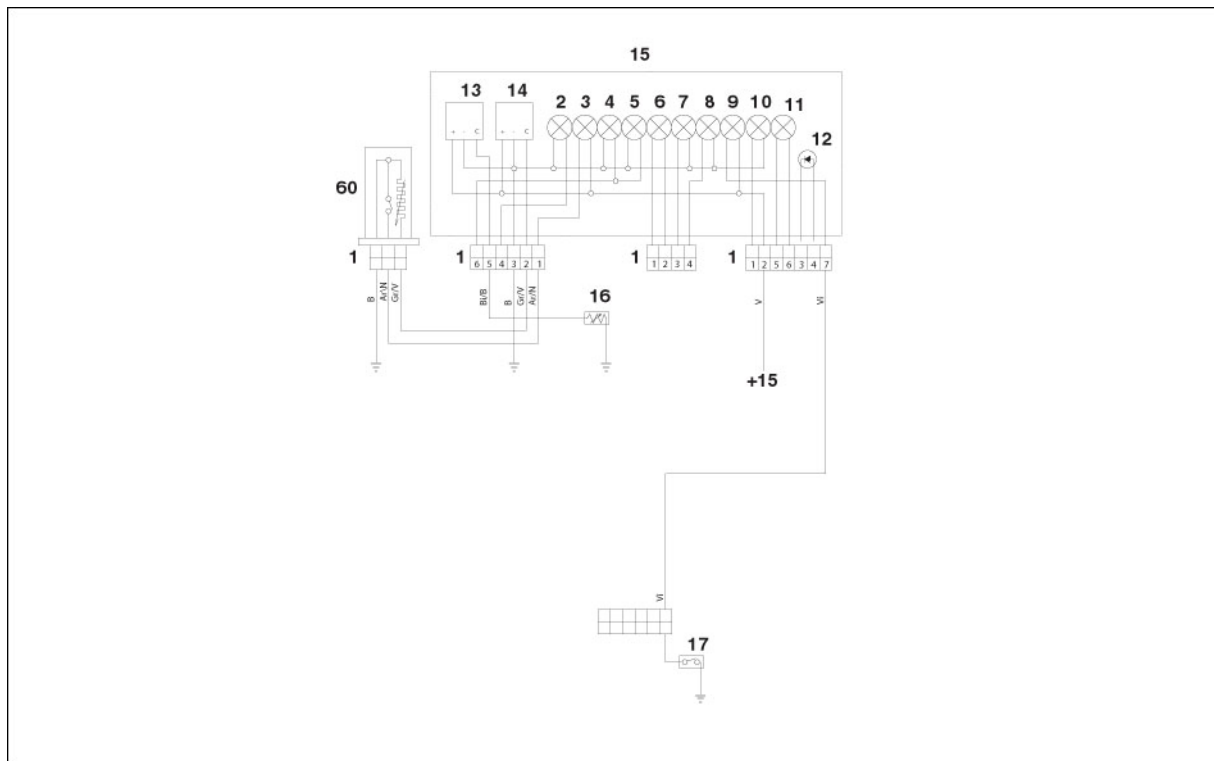 15
13 14 2 3 4 5 6 7 8 9 10 11
+ - C + - C
12
60
1 1 1 1
6 5 4 3 2 1
1 2 3 4
1 2 5 6 3 4 7
B Ar\N Gr/V Bi/B B Gr/V Ar/N V Vi
16
+15
Vi
17